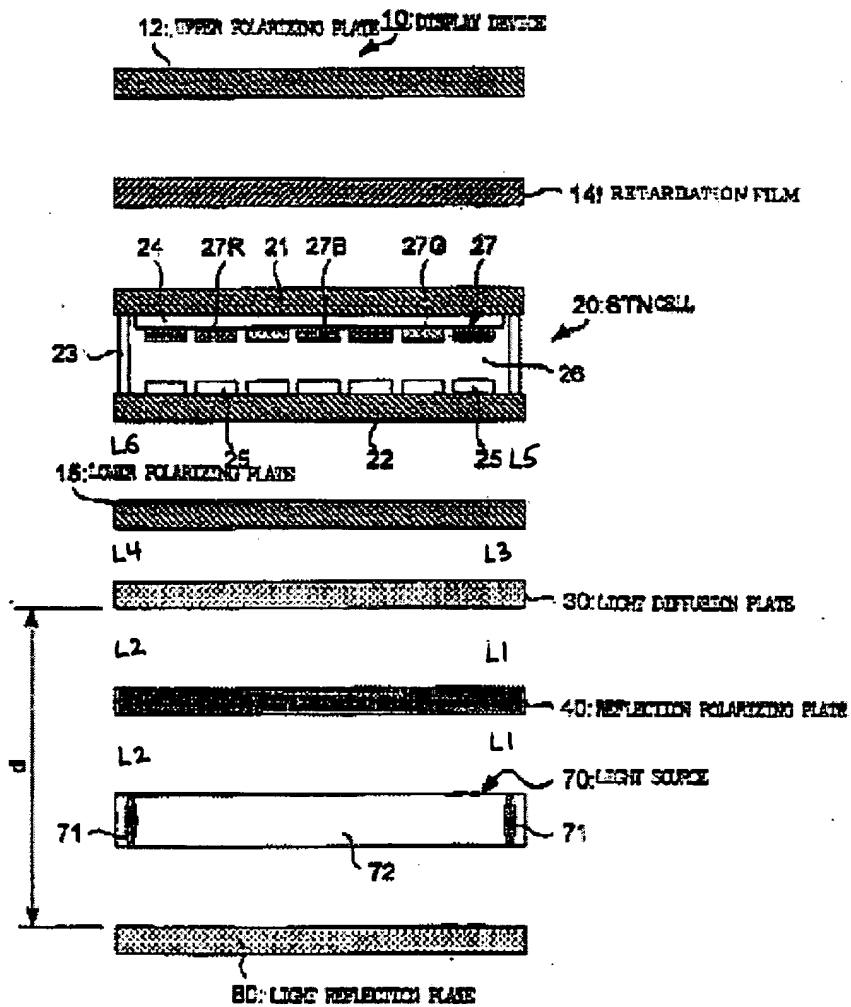 12: UPPER POLARIZING PLATE
10: DISPLAY DEVICE
14: RETARDATION FILM
24 27R 21 27B 27G 27
20: STN CELL
23
26
L6 25 22 25 L5
LOWER POLARIZING PLATE
L4 L3
30: LIGHT DIFFUSION PLATE
L2 L1
40: REFLECTION POLARIZING PLATE
d
L2 L1
70: LIGHT SOURCE
71 71
72
80: LIGHT REFLECTION PLATE